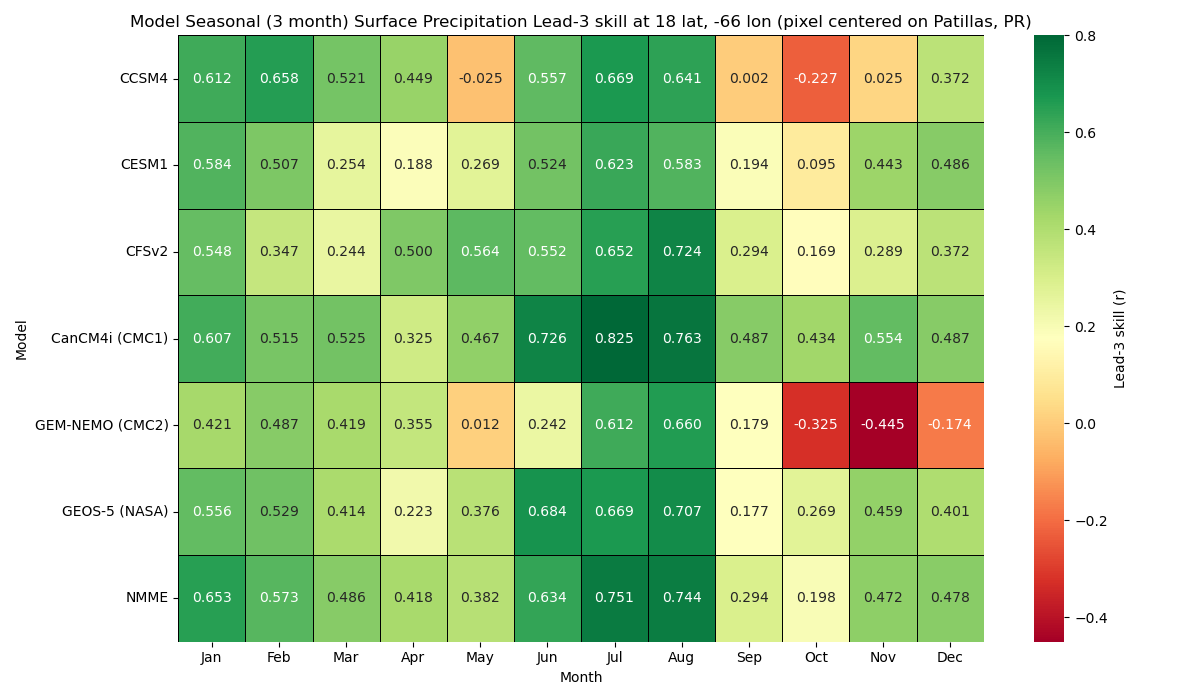 Model Seasonal (3 month) Surface Precipitation Lead-3 skill at 18 lat, -66 lon (pixel centered on Patillas, PR)
Model
CCSM4 0.612 0.658 0.521 0.449 -0.025 0.557 0.669 0.641 0.002 -0.227 0.025 0.372
CESM1 0.584 0.507 0.254 0.188 0.269 0.524 0.623 0.583 0.194 0.095 0.443 0.486
CFSv2 0.548 0.347 0.244 0.500 0.564 0.552 0.652 0.724 0.294 0.169 0.289 0.372
CanCM4i (CMC1) 0.607 0.515 0.525 0.325 0.467 0.726 0.825 0.763 0.487 0.434 0.554 0.487
GEM-NEMO (CMC2) 0.421 0.487 0.419 0.355 0.012 0.242 0.612 0.660 0.179 -0.325 -0.445 -0.174
GEOS-5 (NASA) 0.556 0.529 0.414 0.223 0.376 0.684 0.669 0.707 0.177 0.269 0.459 0.401
NMME 0.653 0.573 0.486 0.418 0.382 0.634 0.751 0.744 0.294 0.198 0.472 0.478
Jan Feb Mar Apr May Jun Jul Aug Sep Oct Nov Dec
Month
0.8
0.6
0.4
0.2
0.0
−0.2
−0.4
Lead-3 skill (r)